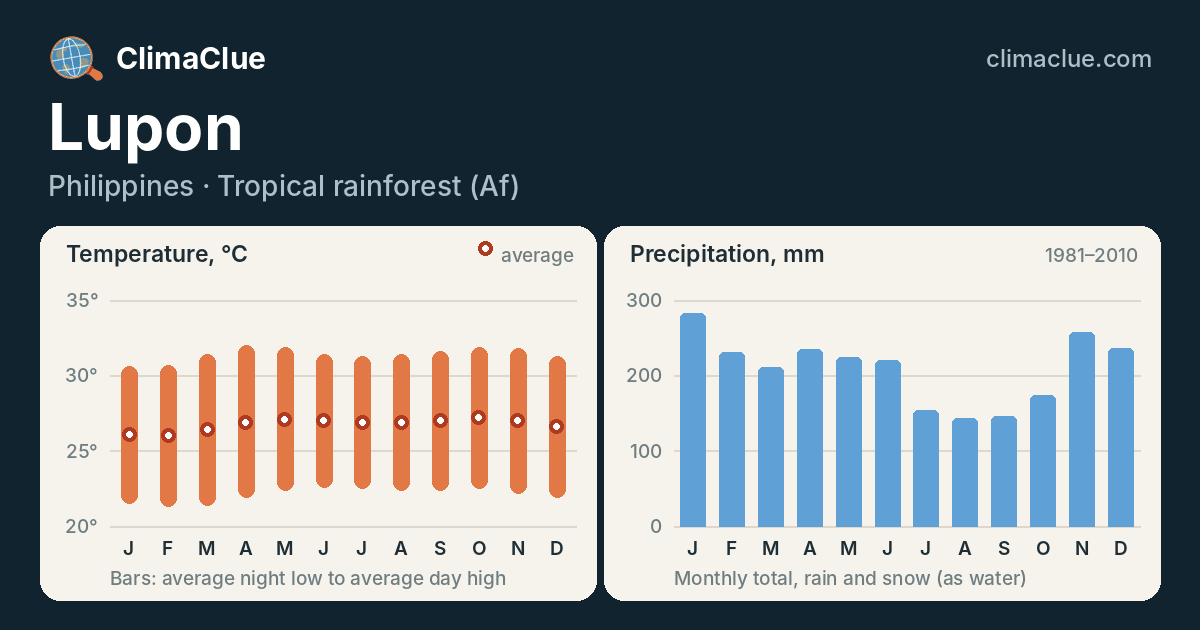 ClimaClue
climaclue.com
Lupon
Philippines · Tropical rainforest (Af)
Temperature, °C
average
35°
30°
25°
20°
J F M A M J J A S O N D
Bars: average night low to average day high
Precipitation, mm
1981–2010
300
200
100
0
J F M A M J J A S O N D
Monthly total, rain and snow (as water)